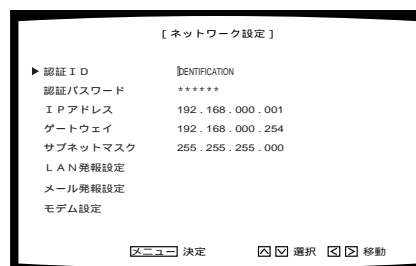 [ネットワーク設定]
▶認証ID IDENTIFICATION
認証パスワード ******
IPアドレス 192.168.000.001
ゲートウェイ 192.168.000.254
サブネットマスク 255.255.255.000
LAN発報設定
メール発報設定
モデム設定
メニュー 決定 ∧ ∨ 選択 < > 移動